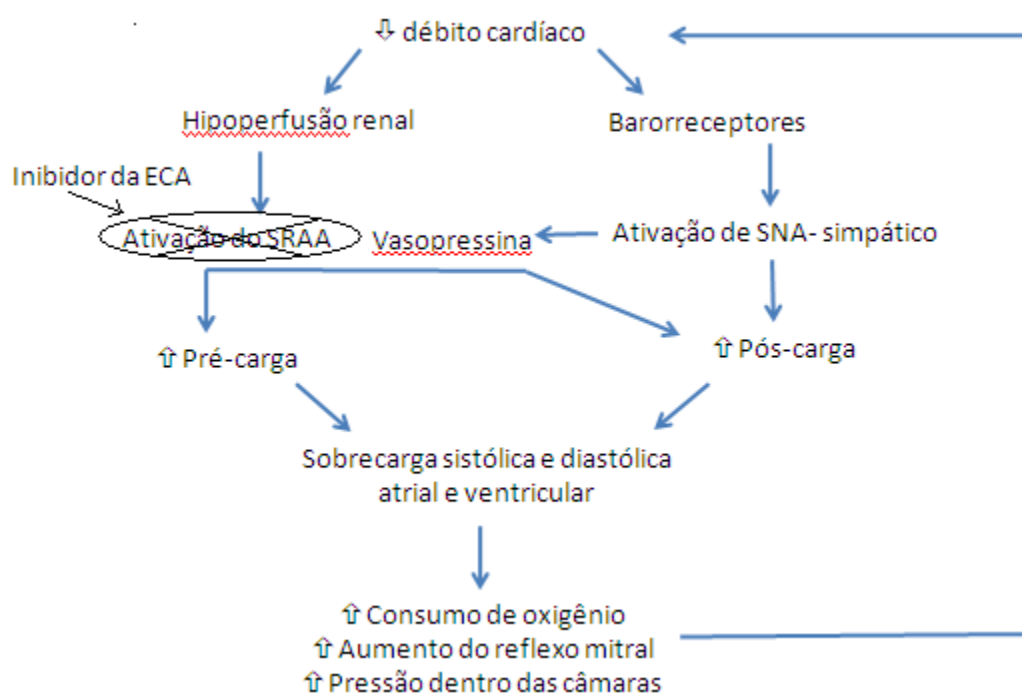 débito cardíaco
Hipoperfusão renal
Barorreceptores
Inibidor da ECA
Ativação do SRAA
Vasopressina
Ativação de SNA- simpático
Pré-carga
Pós-carga
Sobrecarga sistólica e diastólica
atrial e ventricular
Consumo de oxigênio
Aumento do reflexo mitral
Pressão dentro das câmaras